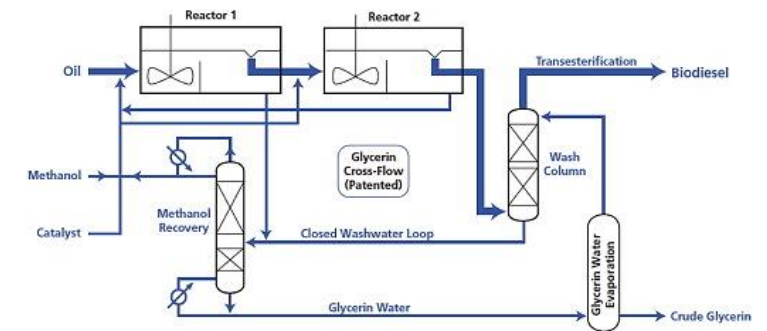 Reactor 1
Reactor 2
Oil
Transesterification
Biodiesel
Methanol
Glycerin
Cross-Flow
(Patented)
Wash
Column
Methanol
Recovery
Catalyst
Closed Washwater Loop
Glycerin Water
Evaporation
Glycerin Water
Crude Glycerin